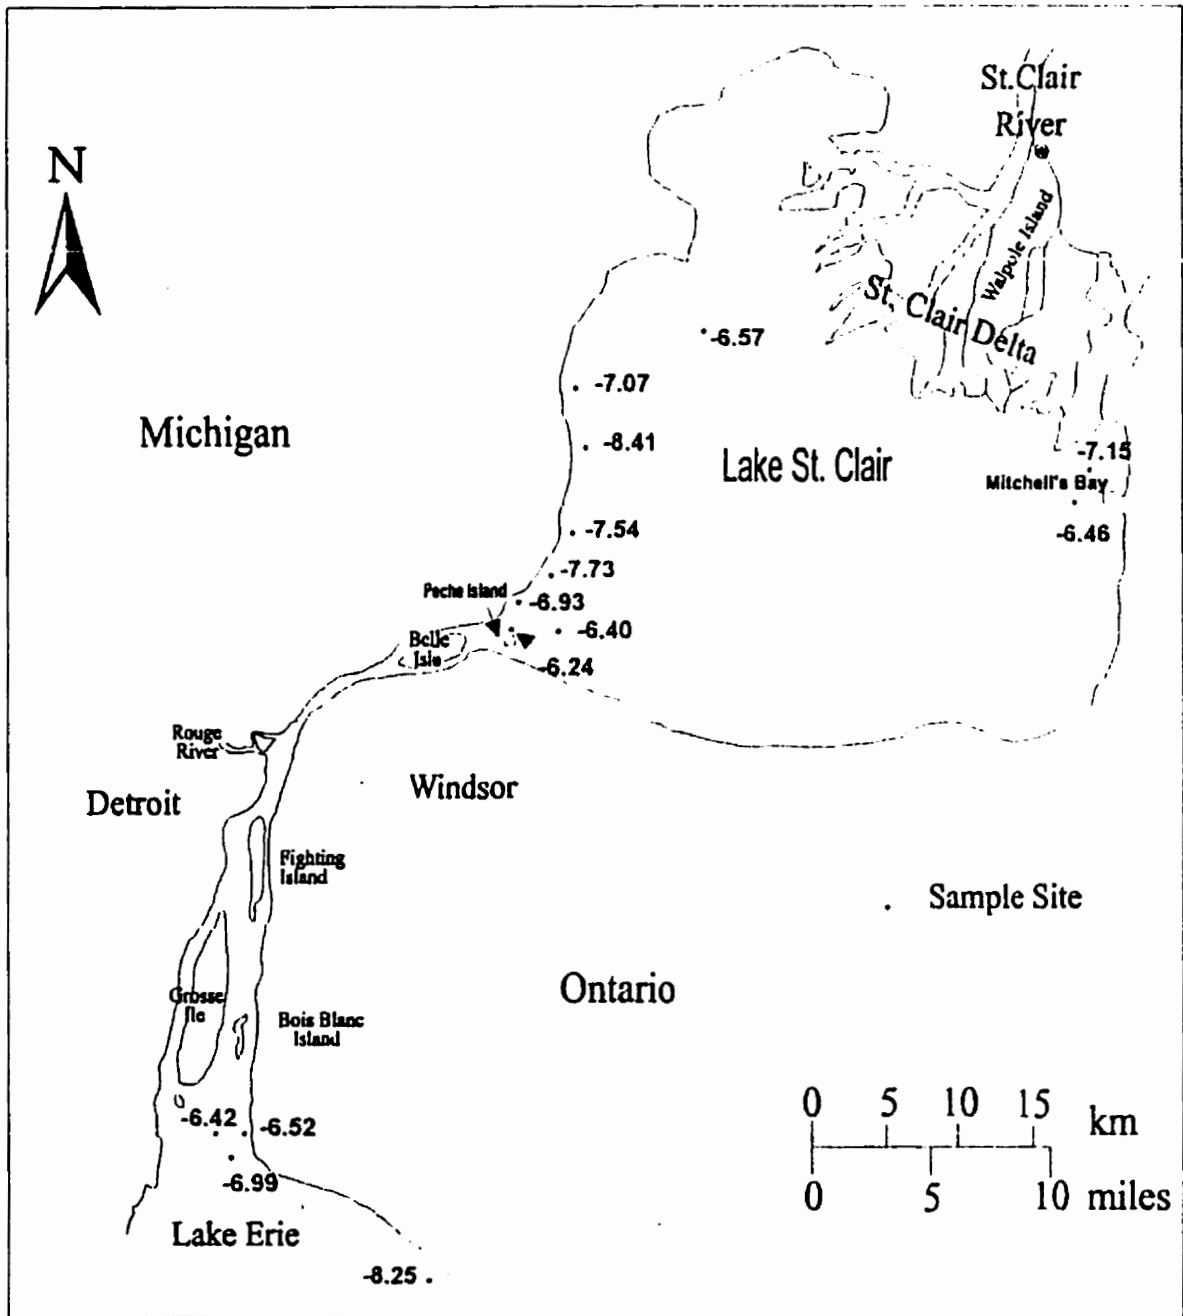 St.Clair
River
N
Walpole Island
St. Clair Delta
-6.57
-7.07
Michigan
-8.41
Lake St. Clair
-7.15
Mitchell's Bay
-6.46
-7.54
-7.73
Peche Island
-6.93
-6.40
Belle
Isle
-6.24
Rouge
River
Windsor
Detroit
Fighting
Island
Sample Site
Ontario
Grosse
Ile
Bois Blanc
Island
0 5 10 15 km
0 5 10 miles
-6.42
-6.52
-6.99
Lake Erie
-8.25